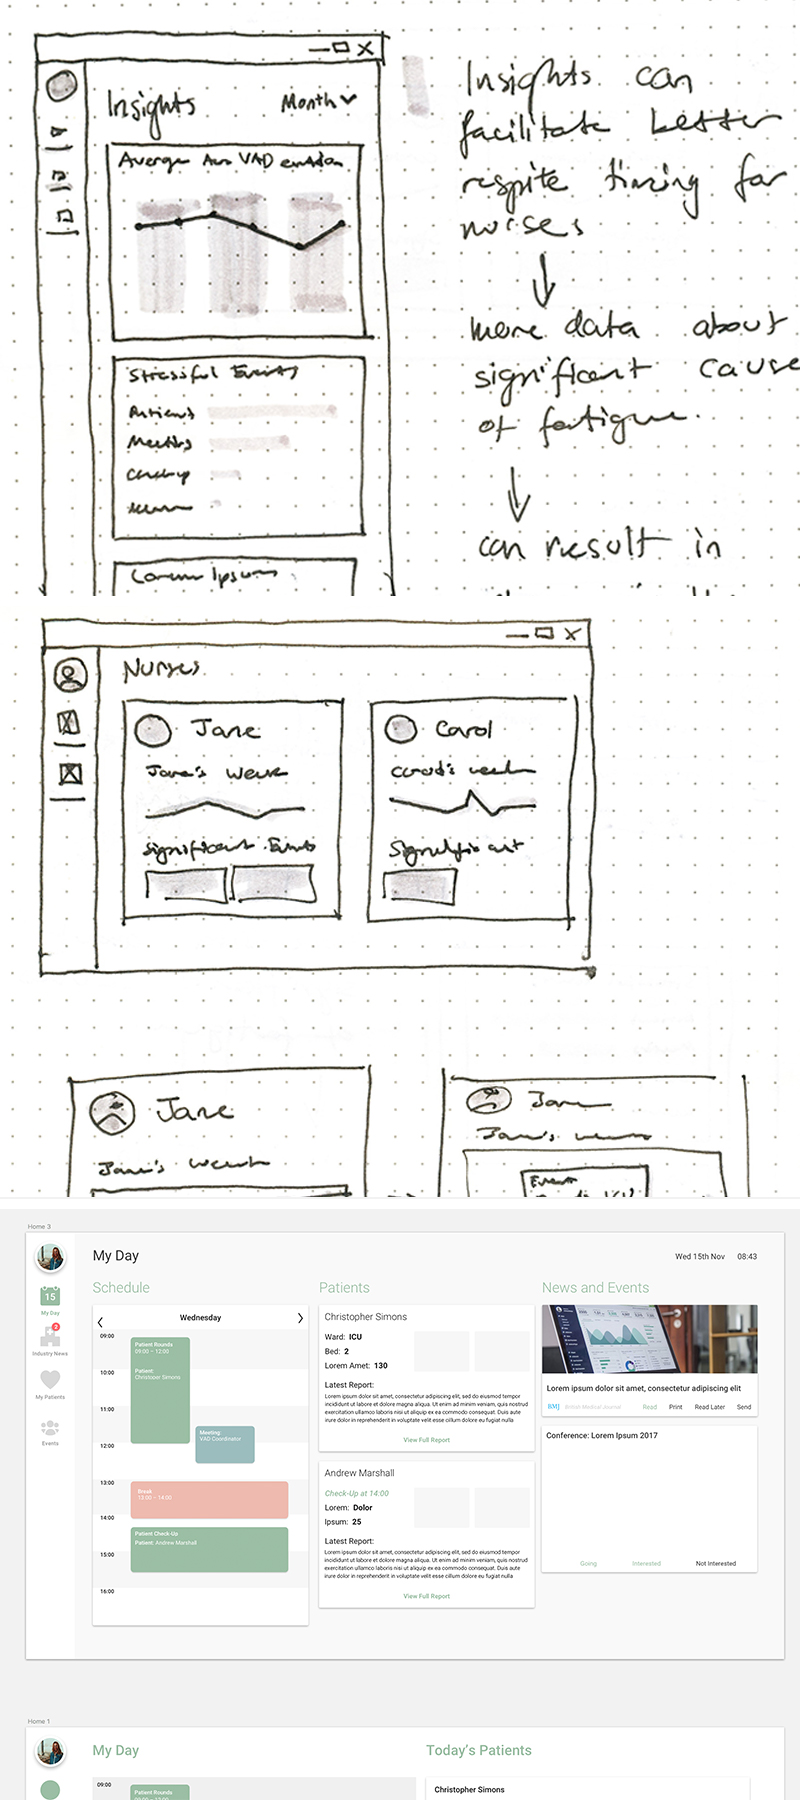 Insights
Month
Stressful Events
Patients
Meeting
Check-up
Lorem Ipsum
Insights can
facilitate better
respite timing for
nurses
more data about
significant cause
of fatigue.
can result in
Nurses
Jane
Jane's week
Significant Events
Carol
Carol's week
Significant
Jane
Jane's week
Jane
Jane's
Event
Home 3
My Day
Wed 15th Nov 08:43
15
My Day
2
Industry News
My Patients
Events
Schedule
Wednesday
09:00
10:00
11:00
12:00
13:00
14:00
15:00
16:00
Patient Rounds
09:00 – 12:00
Patient:
Christoper Simons
Meeting:
VAD Coordinator
Break
13:00 – 14:00
Patient Check-Up
Patient: Andrew Marshall
Patients
Christopher Simons
Ward: ICU
Bed: 2
Lorem Amet: 130
Latest Report:
Lorem ipsum dolor sit amet, consectetur adipiscing elit, sed do eiusmod tempor
incididunt ut labore et dolore magna aliqua. Ut enim ad minim veniam, quis nostrud
exercitation ullamco laboris nisi ut aliquip ex ea commodo consequat. Duis aute
irure dolor in reprehenderit in voluptate velit esse cillum dolore eu fugiat nulla
View Full Report
Andrew Marshall
Check-Up at 14:00
Lorem: Dolor
Ipsum: 25
Latest Report:
Lorem ipsum dolor sit amet, consectetur adipiscing elit, sed do eiusmod tempor
incididunt ut labore et dolore magna aliqua. Ut enim ad minim veniam, quis nostrud
exercitation ullamco laboris nisi ut aliquip ex ea commodo consequat. Duis aute
irure dolor in reprehenderit in voluptate velit esse cillum dolore eu fugiat nulla
View Full Report
News and Events
Lorem ipsum dolor sit amet, consectetur adipiscing elit
BMJ British Medical Journal Read Print Read Later Send
Conference: Lorem Ipsum 2017
Going Interested Not Interested
Home 1
My Day
09:00
Patient Rounds
Today's Patients
Christopher Simons